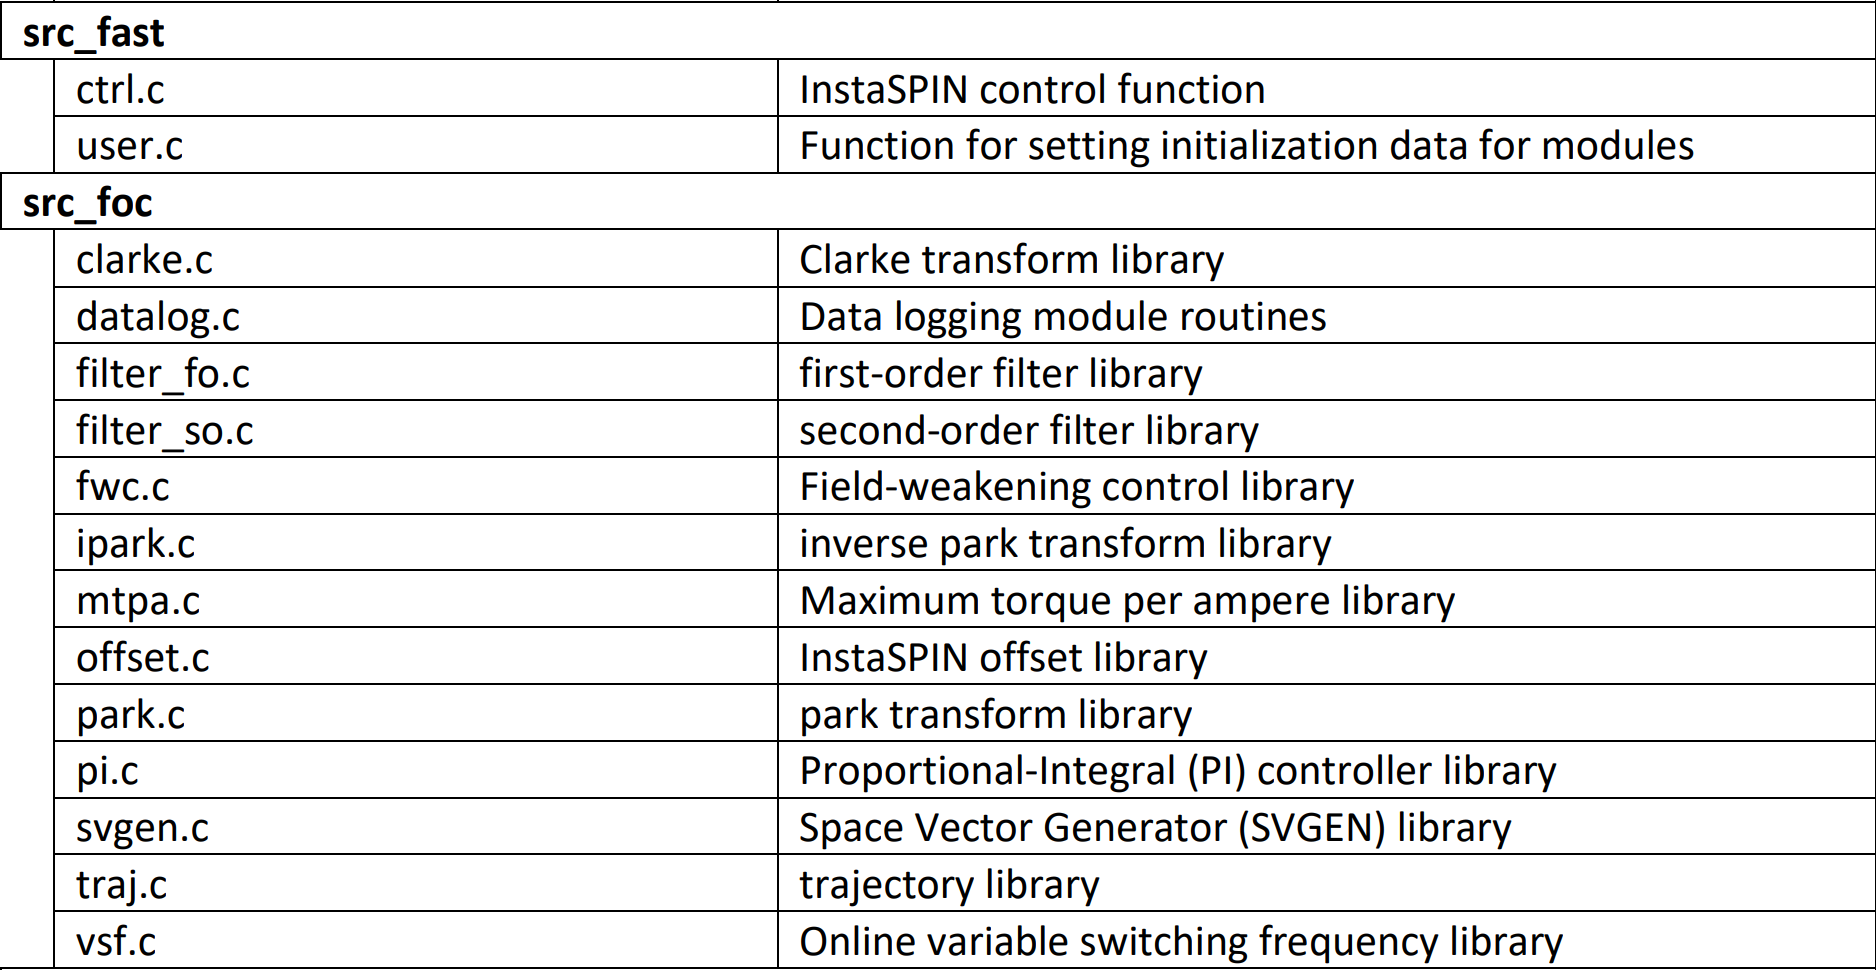 src_fast
ctrl.c InstaSPIN control function
user.c Function for setting initialization data for modules
src_foc
clarke.c Clarke transform library
datalog.c Data logging module routines
filter_fo.c first-order filter library
filter_so.c second-order filter library
fwc.c Field-weakening control library
ipark.c inverse park transform library
mtpa.c Maximum torque per ampere library
offset.c InstaSPIN offset library
park.c park transform library
pi.c Proportional-Integral (PI) controller library
svgen.c Space Vector Generator (SVGEN) library
traj.c trajectory library
vsf.c Online variable switching frequency library